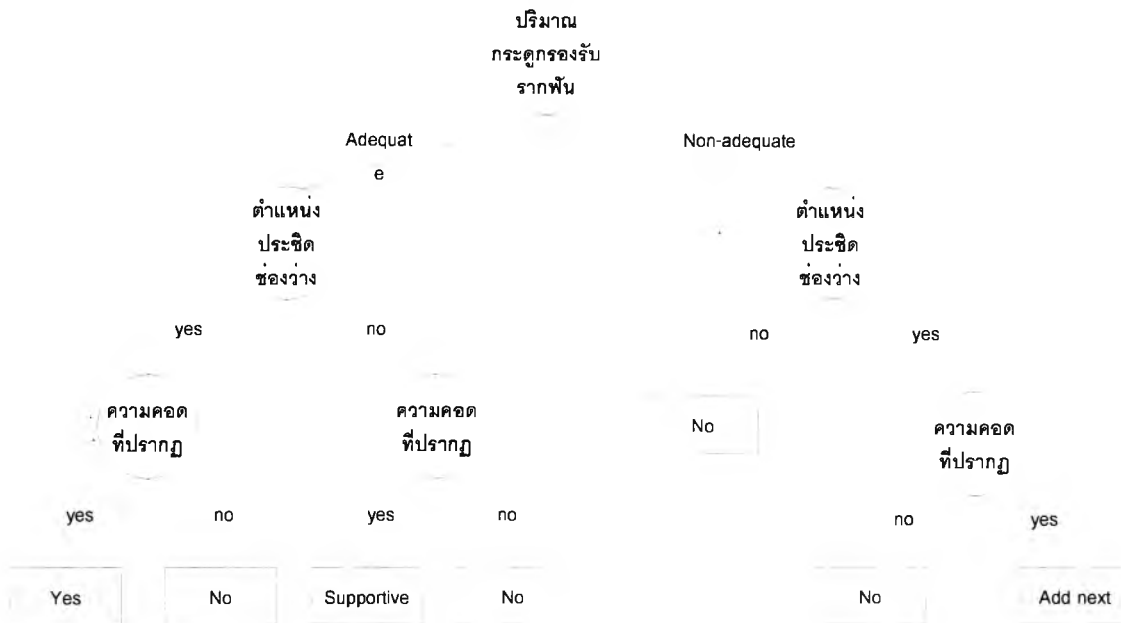 ปริมาณ
กระดูกรองรับ
รากฟัน
Adequat
e
Non-adequate
ตำแหน่ง
ประชิด
ช่องว่าง
ตำแหน่ง
ประชิด
ช่องว่าง
yes
no
no
yes
ความคอด
ที่ปรากฏ
ความคอด
ที่ปรากฏ
No
ความคอด
ที่ปรากฏ
yes
no
yes
no
no
yes
Yes
No
Supportive
No
No
Add next